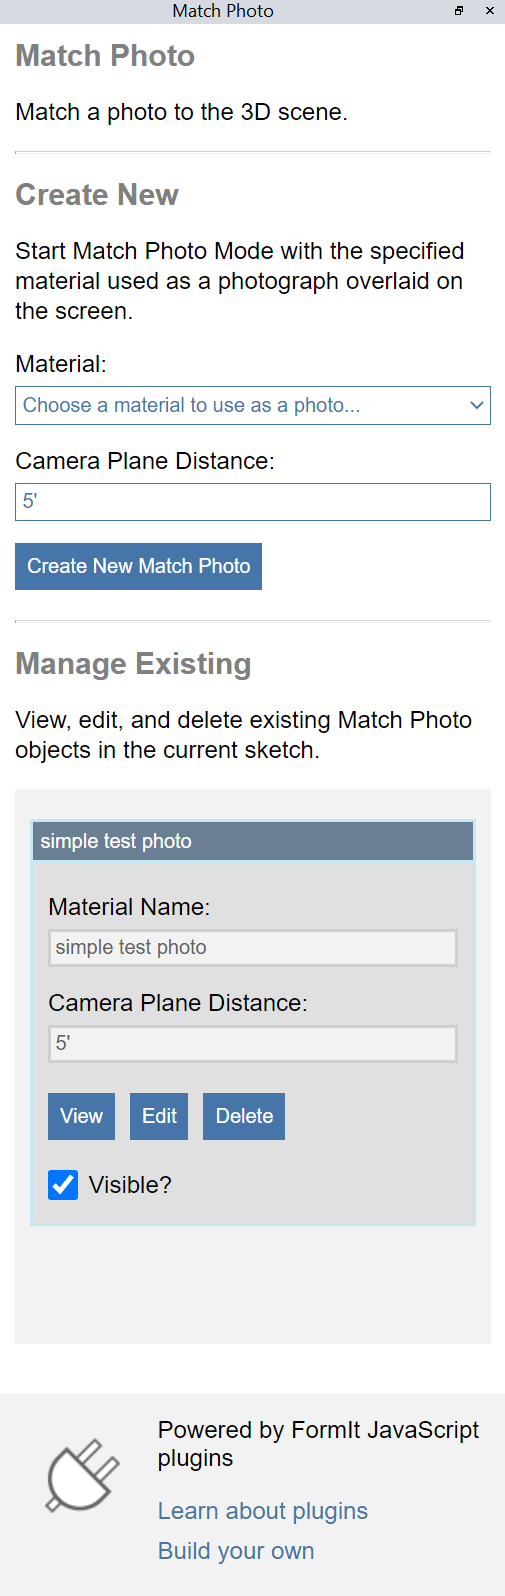 Match Photo
Match Photo
Match a photo to the 3D scene.
Create New
Start Match Photo Mode with the specified
material used as a photograph overlaid on
the screen.
Material:
Choose a material to use as a photo...
Camera Plane Distance:
5'
Create New Match Photo
Manage Existing
View, edit, and delete existing Match Photo
objects in the current sketch.
simple test photo
Material Name:
simple test photo
Camera Plane Distance:
5'
View Edit Delete
Visible?
Powered by FormIt JavaScript
plugins
Learn about plugins
Build your own